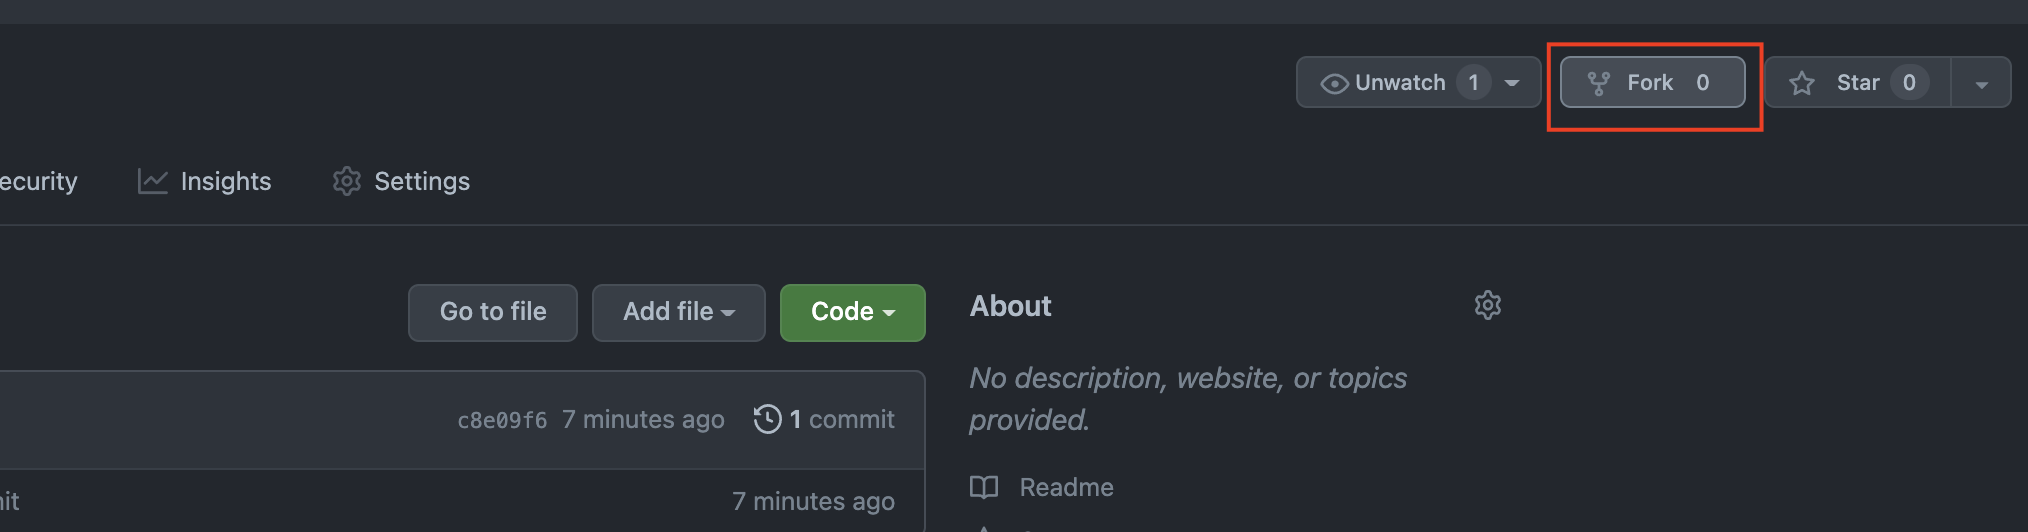 Unwatch 1 Fork 0 Star 0
ecurity Insights Settings
Go to file Add file Code
About
No description, website, or topics
provided.
c8e09f6 7 minutes ago 1 commit
Readme
it 7 minutes ago